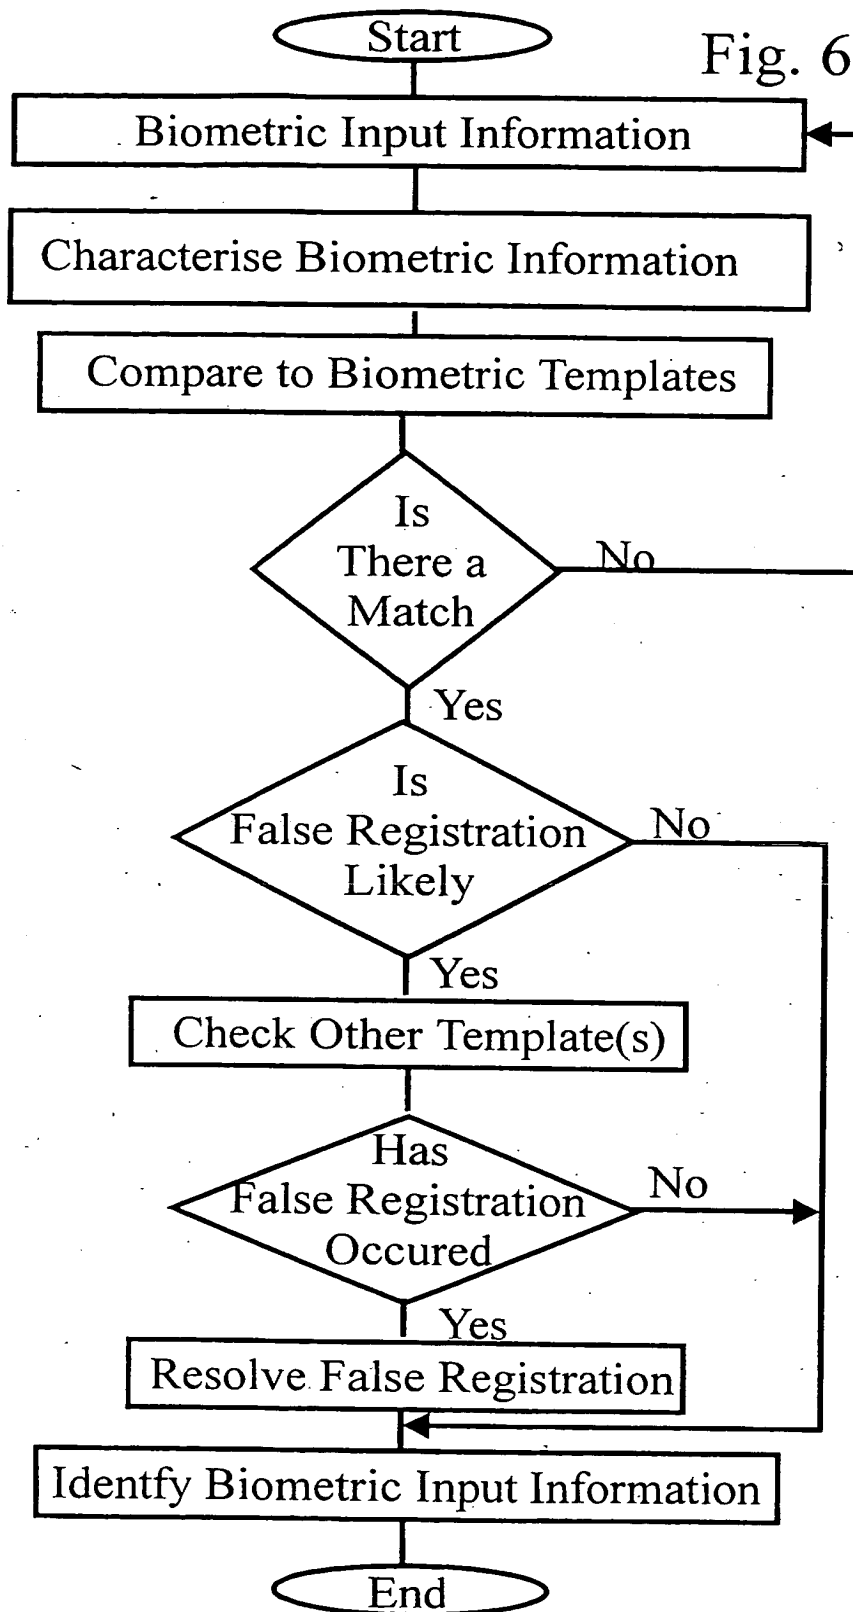 Start
Fig. 6
Biometric Input Information
Characterise Biometric Information
Compare to Biometric Templates
Is
There a
Match
No
Yes
Is
False Registration
Likely
No
Yes
Check Other Template(s)
Has
False Registration
Occured
No
Yes
Resolve False Registration
Identfy Biometric Input Information
End